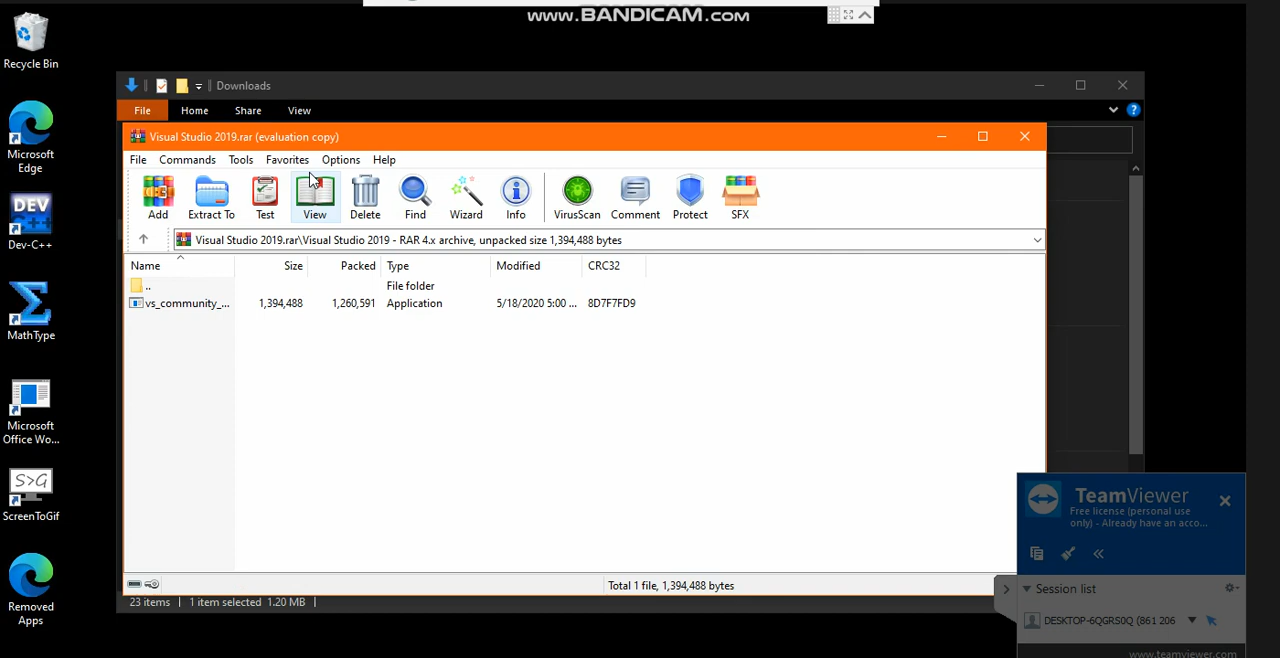 www.BANDICAM.com
Recycle Bin
Microsoft
Edge
DEV
C++
Dev-C++
MathType
Microsoft
Office Wo...
S>G
ScreenToGif
Removed
Apps
Downloads
File Home Share View
Visual Studio 2019.rar (evaluation copy)
File Commands Tools Favorites Options Help
Add Extract To Test View Delete Find Wizard Info VirusScan Comment Protect SFX
Visual Studio 2019.rar\Visual Studio 2019 - RAR 4.x archive, unpacked size 1,394,488 bytes
Name Size Packed Type Modified CRC32
.. File folder
vs_community_... 1,394,488 1,260,591 Application 5/18/2020 5:00 ... 8D7F7FD9
Total 1 file, 1,394,488 bytes
23 items 1 item selected 1.20 MB
TeamViewer
Free license (personal use
only) - Already have an acco...
Session list
DESKTOP-6QGRS0Q (861 206
www.teamviewer.com